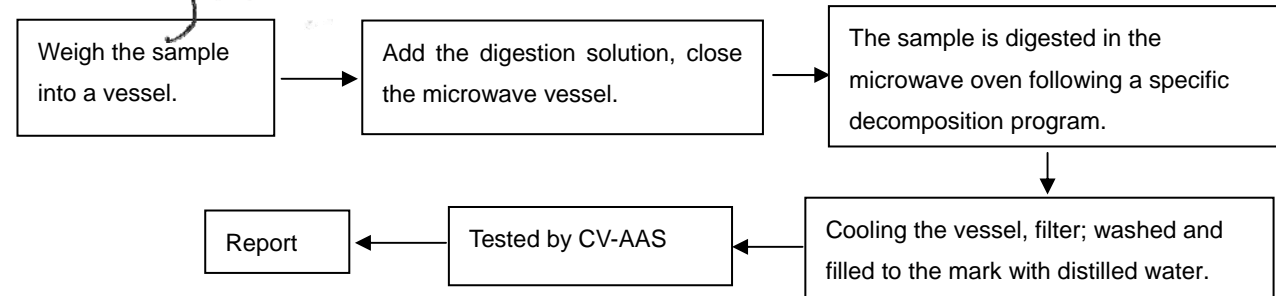 Weigh the sample
into a vessel.
Add the digestion solution, close
the microwave vessel.
The sample is digested in the
microwave oven following a specific
decomposition program.
Cooling the vessel, filter; washed and
filled to the mark with distilled water.
Tested by CV-AAS
Report